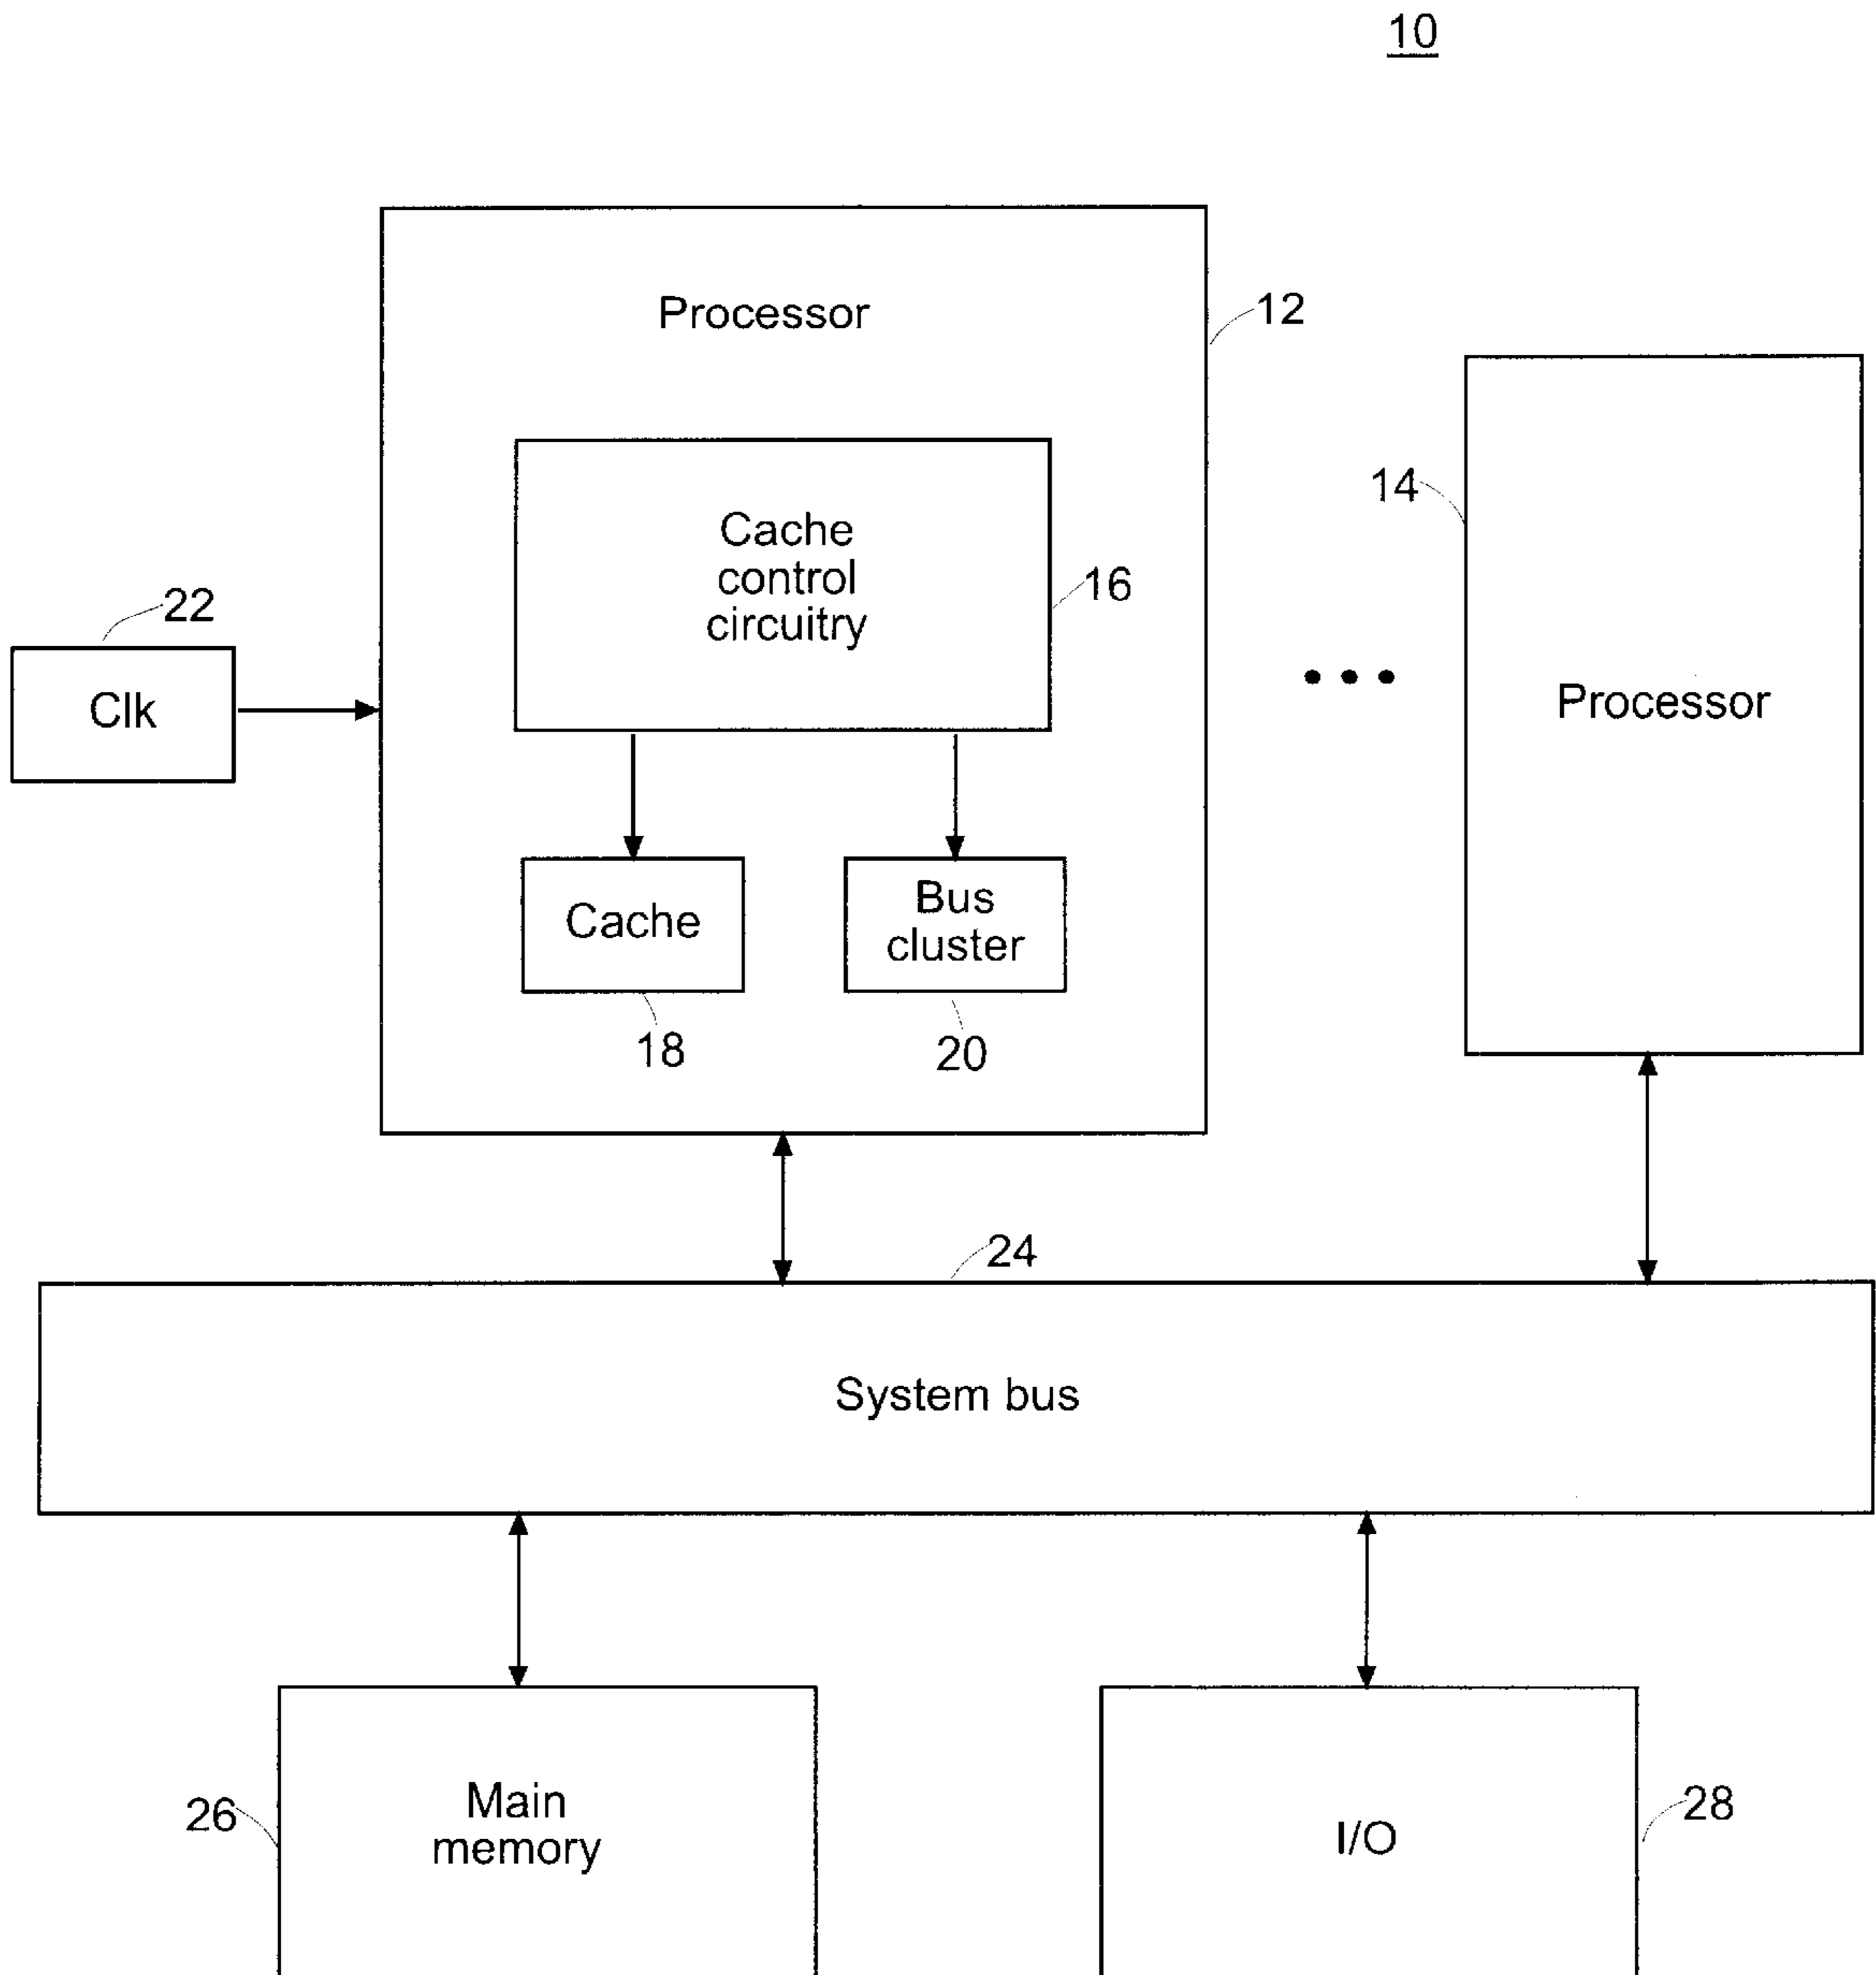 10
Processor
12
Cache
control
circuitry
16
14
Processor
22
Clk
Cache
Bus
cluster
18
20
24
System bus
Main
memory
26
I/O
28